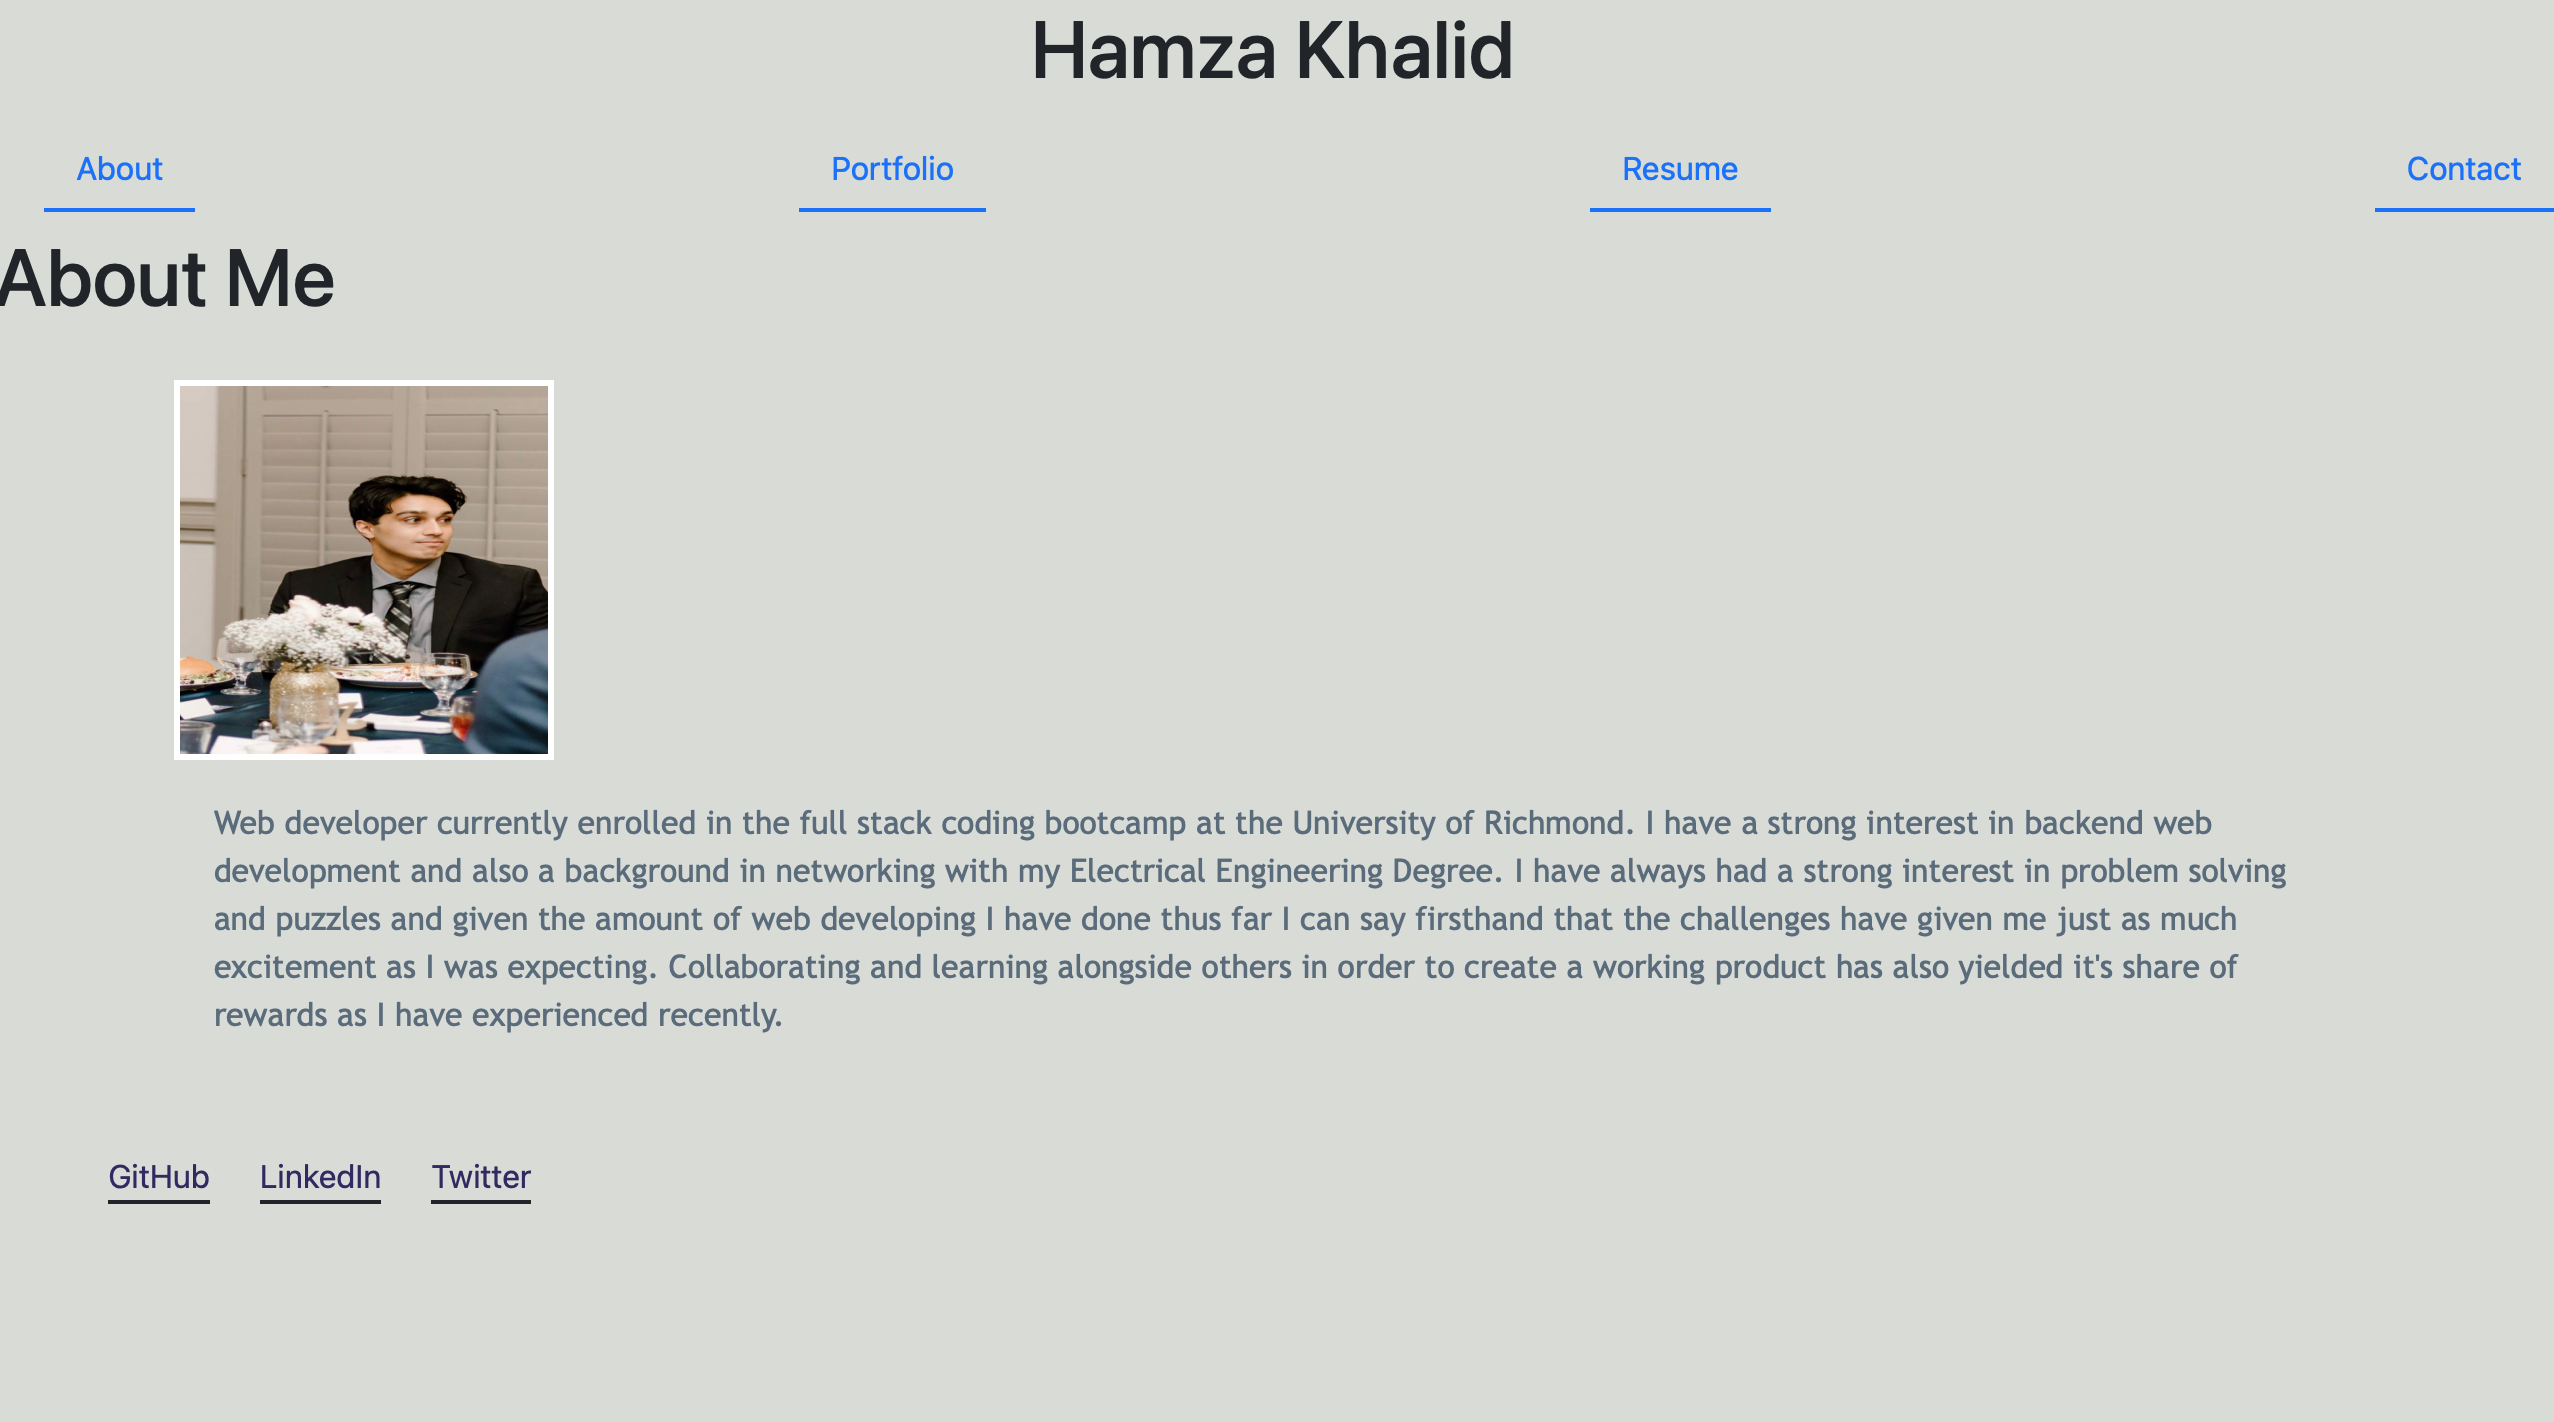 Hamza Khalid
About Portfolio Resume Contact
About Me
Web developer currently enrolled in the full stack coding bootcamp at the University of Richmond. I have a strong interest in backend web
development and also a background in networking with my Electrical Engineering Degree. I have always had a strong interest in problem solving
and puzzles and given the amount of web developing I have done thus far I can say firsthand that the challenges have given me just as much
excitement as I was expecting. Collaborating and learning alongside others in order to create a working product has also yielded it's share of
rewards as I have experienced recently.
GitHub LinkedIn Twitter